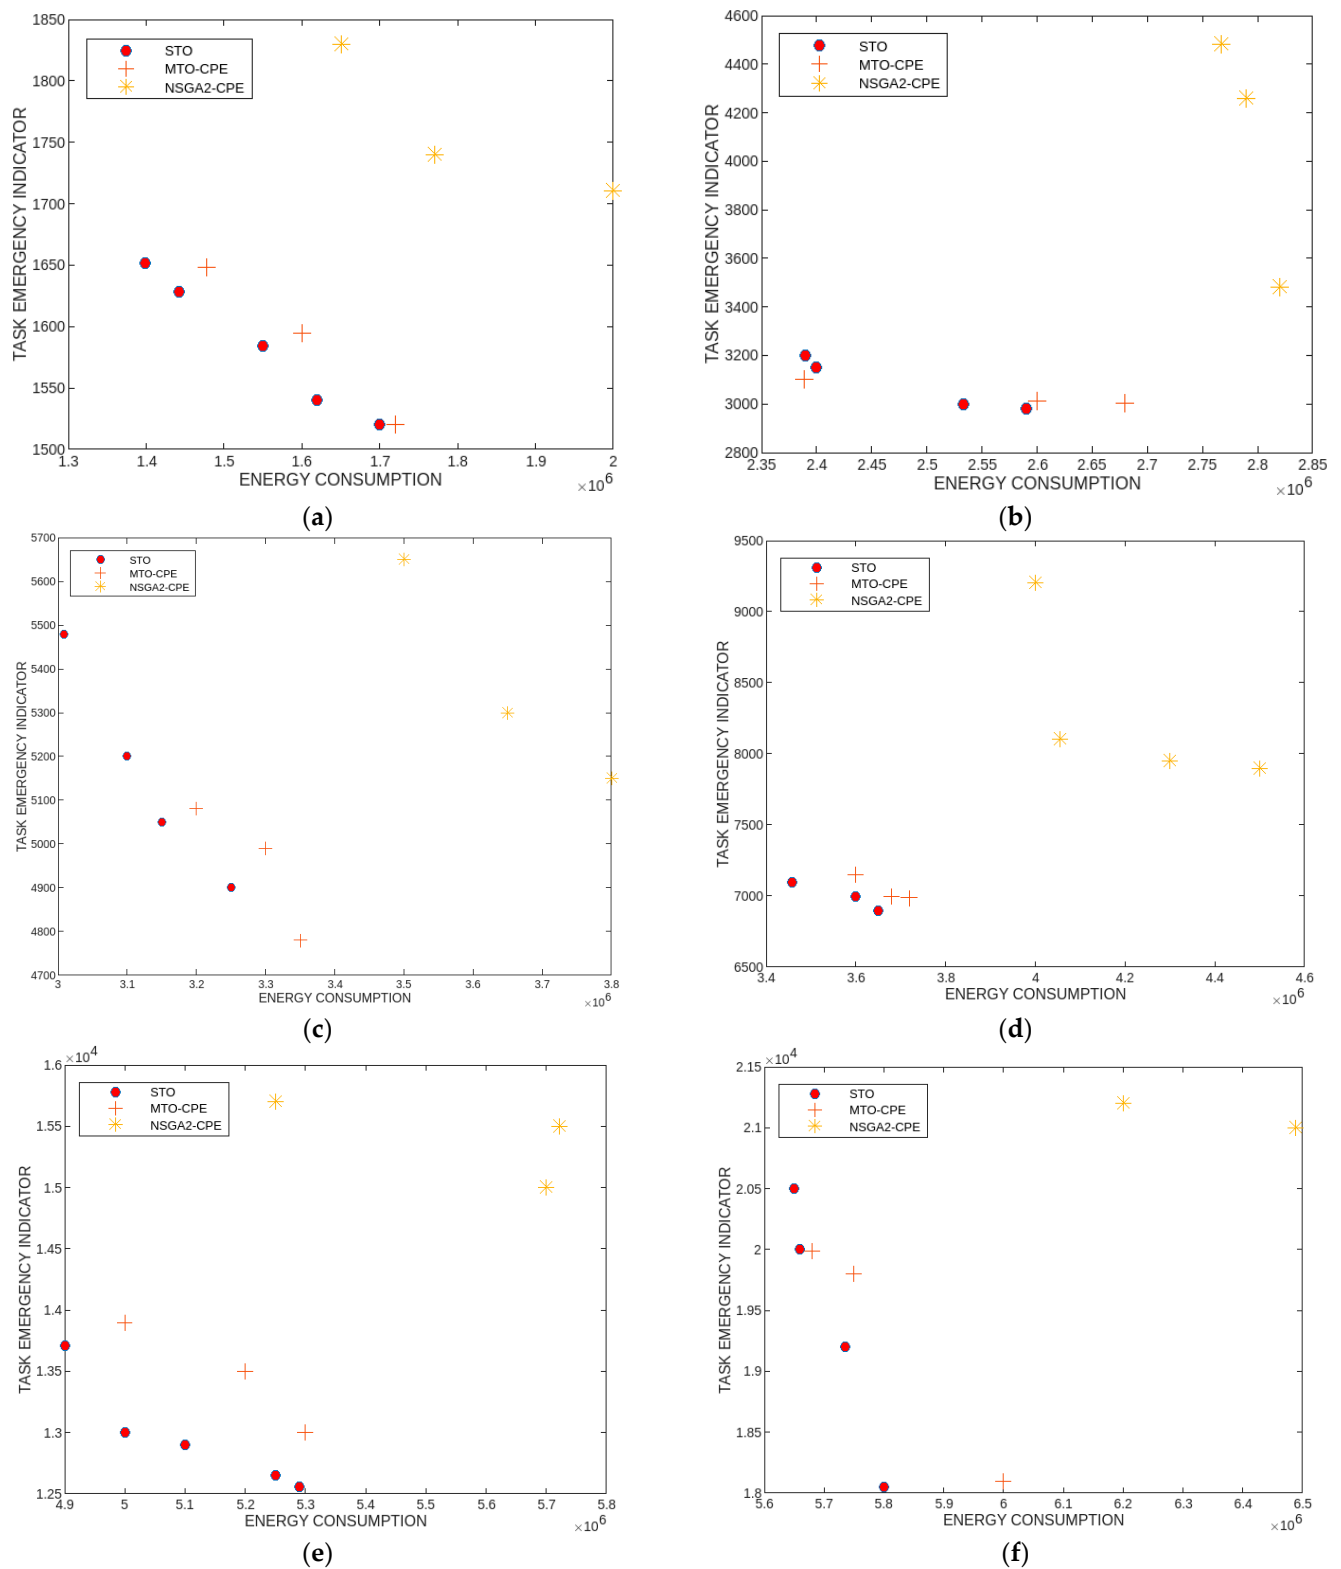 1850
1800
1750
1700
1650
1600
1550
1500
TASK EMERGENCY INDICATOR
STO
MTO-CPE
NSGA2-CPE
1.3 1.4 1.5 1.6 1.7 1.8 1.9 2
ENERGY CONSUMPTION
×10^6
(a)
4600
4400
4200
4000
3800
3600
3400
3200
3000
2800
TASK EMERGENCY INDICATOR
STO
MTO-CPE
NSGA2-CPE
2.35 2.4 2.45 2.5 2.55 2.6 2.65 2.7 2.75 2.8 2.85
ENERGY CONSUMPTION
×10^6
(b)
5700
5600
5500
5400
5300
5200
5100
5000
4900
4800
4700
TASK EMERGENCY INDICATOR
STO
MTO-CPE
NSGA2-CPE
3 3.1 3.2 3.3 3.4 3.5 3.6 3.7 3.8
ENERGY CONSUMPTION
×10^6
(c)
9500
9000
8500
8000
7500
7000
6500
TASK EMERGENCY INDICATOR
STO
MTO-CPE
NSGA2-CPE
3.4 3.6 3.8 4 4.2 4.4 4.6
ENERGY CONSUMPTION
×10^6
(d)
×10^4
1.6
1.55
1.5
1.45
1.4
1.35
1.3
1.25
TASK EMERGENCY INDICATOR
STO
MTO-CPE
NSGA2-CPE
4.9 5 5.1 5.2 5.3 5.4 5.5 5.6 5.7 5.8
ENERGY CONSUMPTION
×10^6
(e)
×10^4
2.15
2.1
2.05
2
1.95
1.9
1.85
1.8
TASK EMERGENCY INDICATOR
STO
MTO-CPE
NSGA2-CPE
5.6 5.7 5.8 5.9 6 6.1 6.2 6.3 6.4 6.5
ENERGY CONSUMPTION
×10^6
(f)